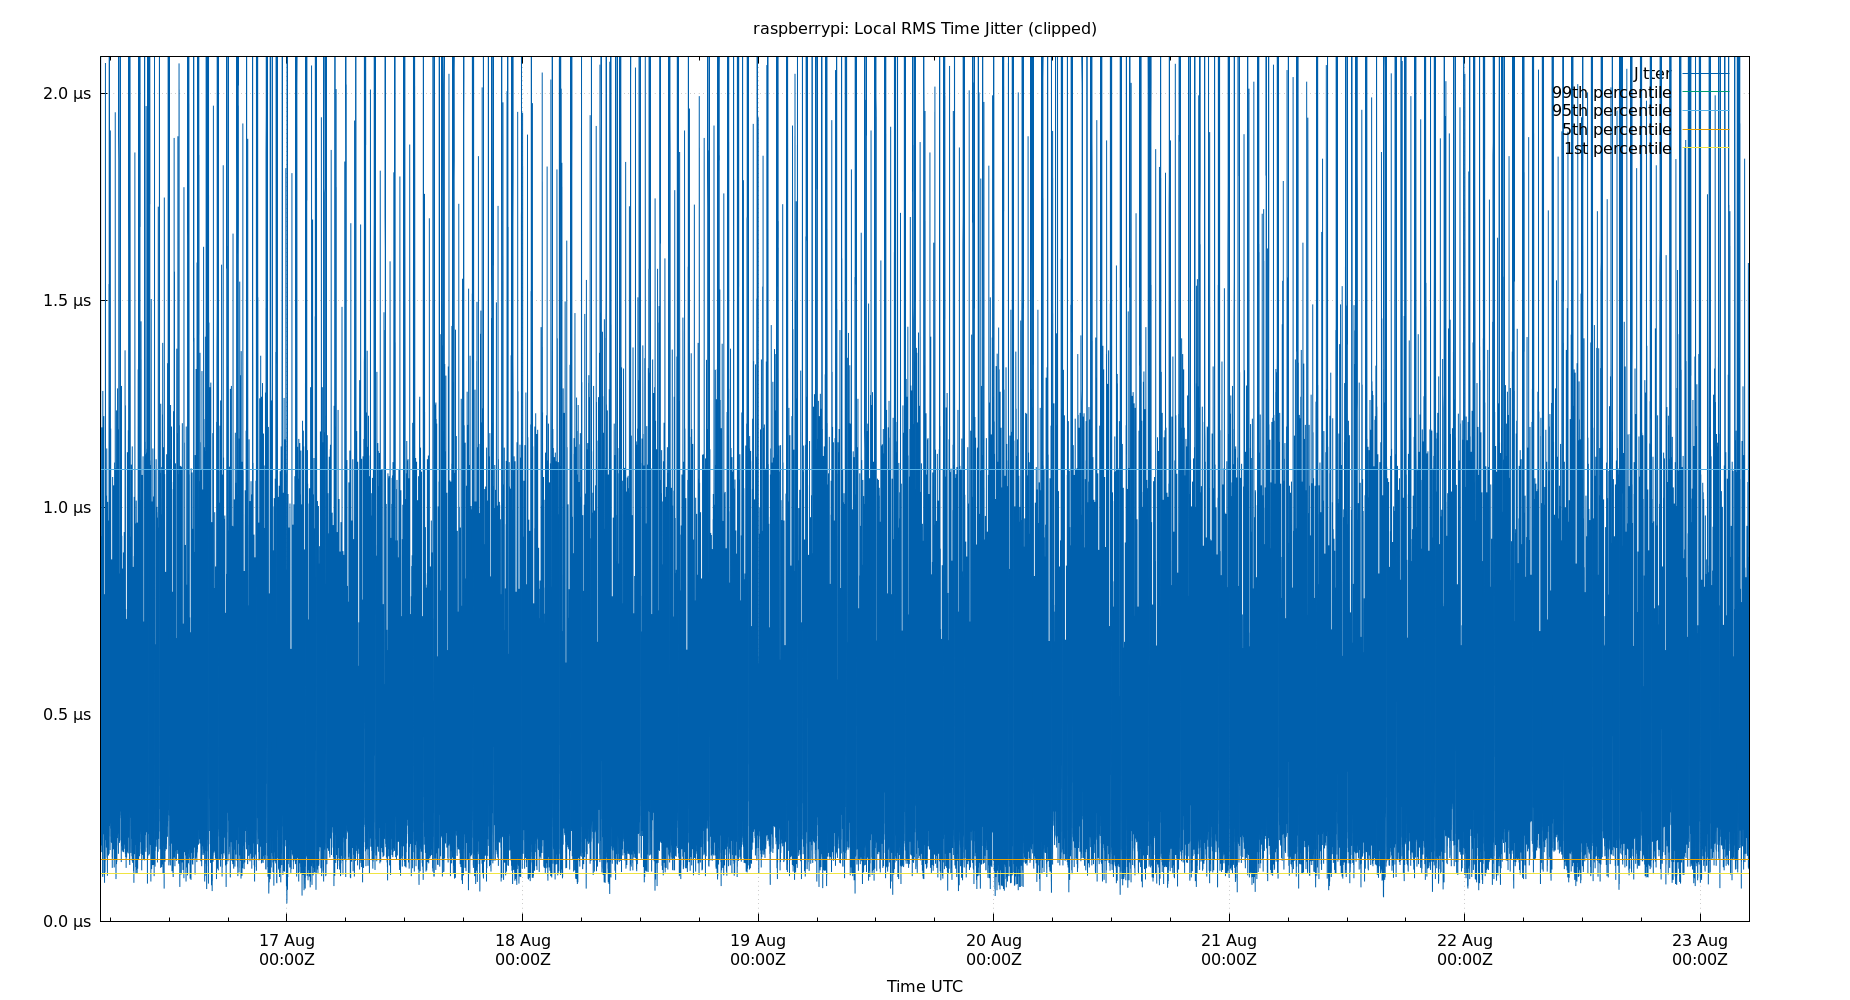 raspberrypi: Local RMS Time Jitter (clipped)
Jitter
99th percentile
95th percentile
5th percentile
1st percentile
2.0 μs
1.5 μs
1.0 μs
0.5 μs
0.0 μs
17 Aug
00:00Z
18 Aug
00:00Z
19 Aug
00:00Z
20 Aug
00:00Z
21 Aug
00:00Z
22 Aug
00:00Z
23 Aug
00:00Z
Time UTC